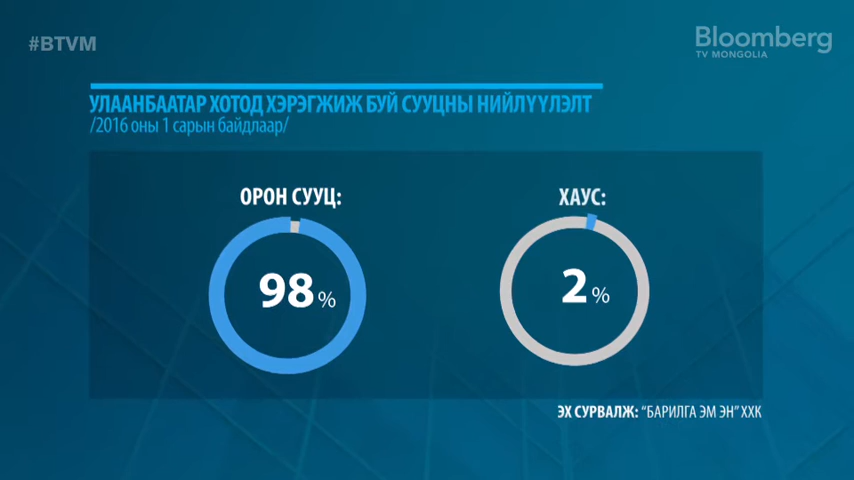 #BTVM
Bloomberg
TV MONGOLIA
УЛААНБААТАР ХОТОД ХЭРЭГЖИЖ БУЙ СУУЦНЫ НИЙЛҮҮЛЭЛТ
/2016 оны 1 сарын байдлаар/
ОРОН СУУЦ:
98 %
ХАУС:
2 %
ЭХ СУРВАЛЖ: "БАРИЛГА ЭМ ЭН" ХХК